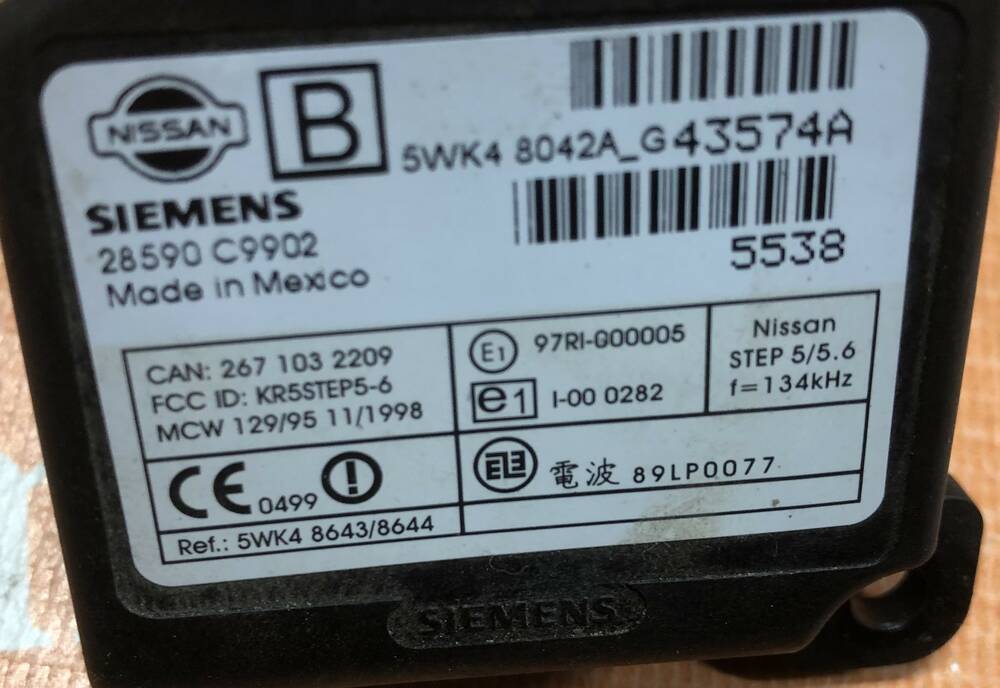 NISSAN
B
5WK4 8042A_G43574A
SIEMENS
28590 C9902
Made in Mexico
5538
CAN: 267 103 2209
FCC ID: KR5STEP5-6
MCW 129/95 11/1998
E1 97RI-000005
e1 I-00 0282
Nissan
STEP 5/5.6
f=134kHz
CE 0499
電波 89LP0077
Ref.: 5WK4 8643/8644
SIEMENS